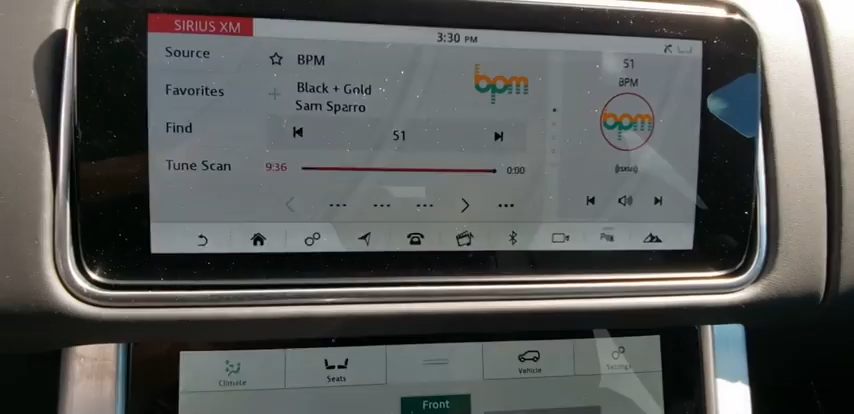 SIRIUS XM
3:30 PM
Source
BPM
51
BPM
Favorites
Black + Gold
Sam Sparro
bpm
bpm
Find
51
Tune Scan
9:36
0:00
Climate
Seats
Vehicle
Settings
Front